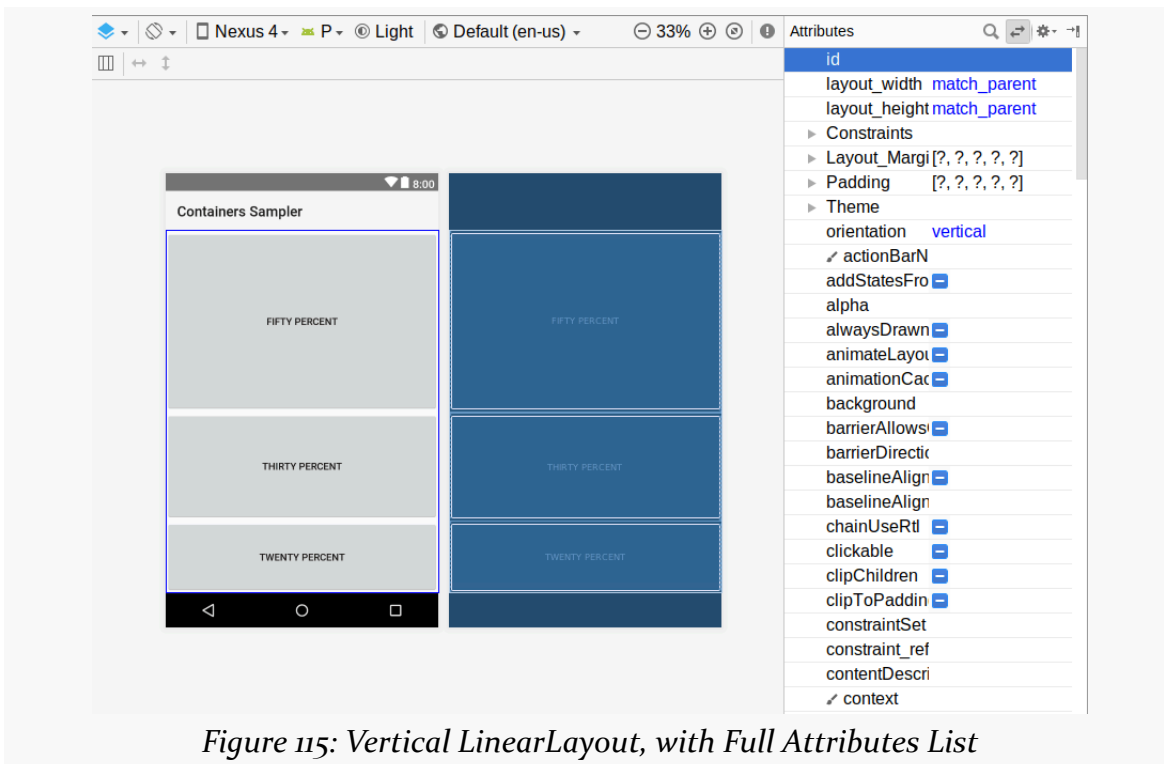 Nexus 4 P Light Default (en-us) 33% Attributes
id
layout_width match_parent
layout_height match_parent
Constraints
Layout_Margi [?, ?, ?, ?, ?]
Padding [?, ?, ?, ?, ?]
Theme
orientation vertical
actionBarN
addStatesFro
alpha
alwaysDrawn
animateLayou
animationCac
background
barrierAllows
barrierDirectic
baselineAlign
baselineAlign
chainUseRtl
clickable
clipChildren
clipToPaddin
constraintSet
constraint_ref
contentDescri
context
8:00
Containers Sampler
FIFTY PERCENT
THIRTY PERCENT
TWENTY PERCENT
FIFTY PERCENT
THIRTY PERCENT
TWENTY PERCENT
Figure 115: Vertical LinearLayout, with Full Attributes List